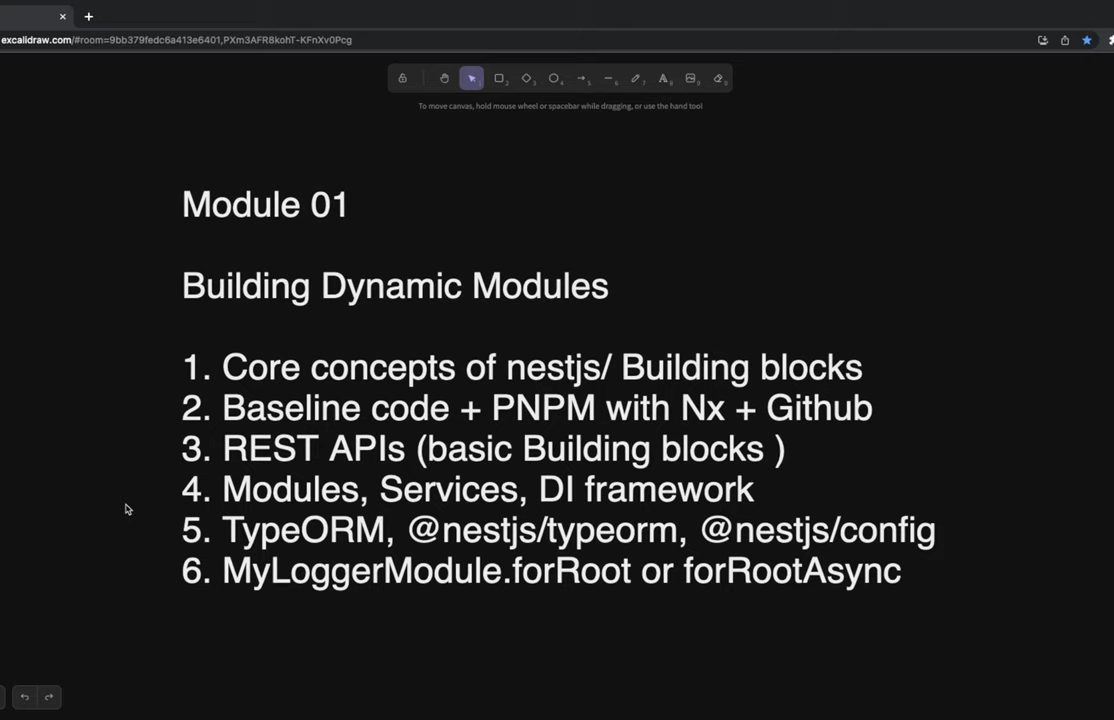 excalidraw.com/#room=9bb379fedc6a413e6401,PXm3AFR8kohT-KFnXv0Pcg
To move canvas, hold mouse wheel or spacebar while dragging, or use the hand tool
Module 01
Building Dynamic Modules
1. Core concepts of nestjs/ Building blocks
2. Baseline code + PNPM with Nx + Github
3. REST APIs (basic Building blocks )
4. Modules, Services, DI framework
5. TypeORM, @nestjs/typeorm, @nestjs/config
6. MyLoggerModule.forRoot or forRootAsync